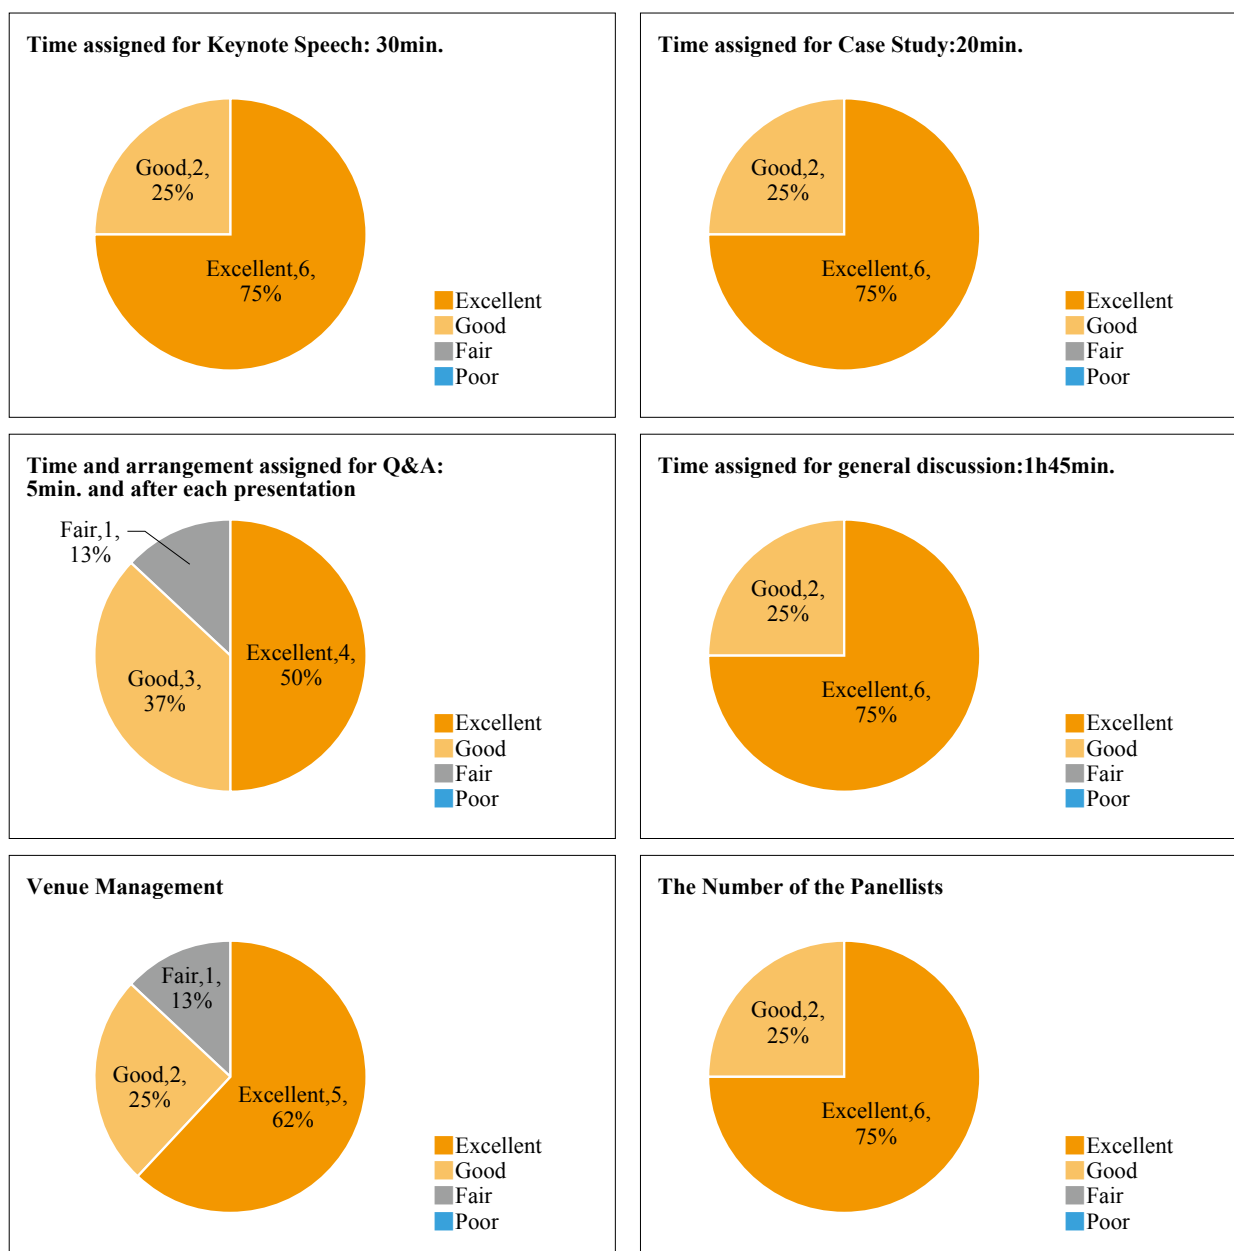 Time assigned for Keynote Speech: 30min.
Good,2,
25%
Excellent,6,
75%
Excellent
Good
Fair
Poor
Time assigned for Case Study:20min.
Good,2,
25%
Excellent,6,
75%
Excellent
Good
Fair
Poor
Time and arrangement assigned for Q&A:
5min. and after each presentation
Fair,1,
13%
Excellent,4,
50%
Good,3,
37%
Excellent
Good
Fair
Poor
Time assigned for general discussion:1h45min.
Good,2,
25%
Excellent,6,
75%
Excellent
Good
Fair
Poor
Venue Management
Fair,1,
13%
Good,2,
25%
Excellent,5,
62%
Excellent
Good
Fair
Poor
The Number of the Panellists
Good,2,
25%
Excellent,6,
75%
Excellent
Good
Fair
Poor